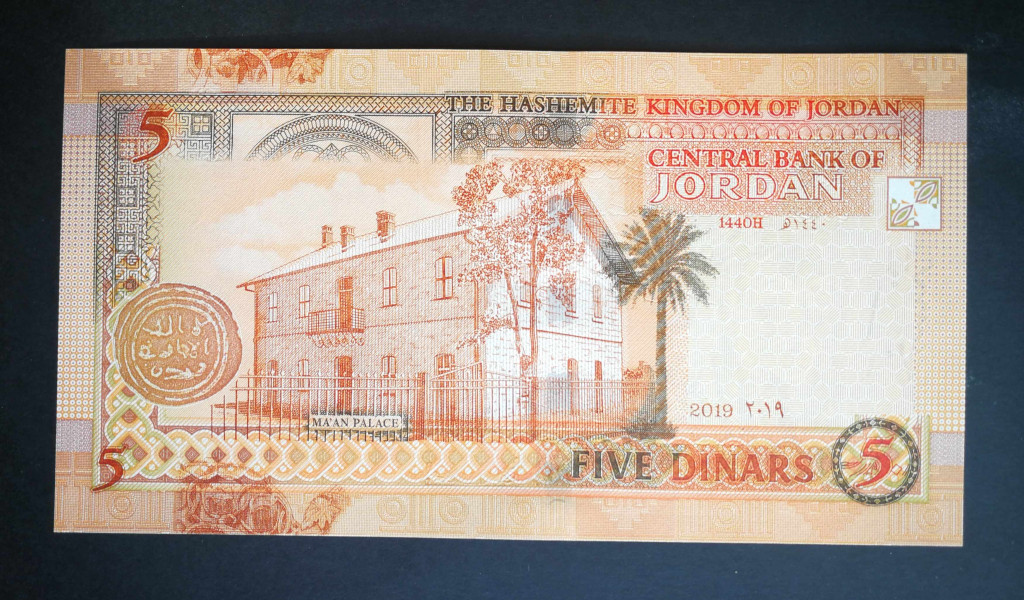 THE HASHEMITE KINGDOM OF JORDAN
5
CENTRAL BANK OF
JORDAN
1440H ١٤٤٠ه
2019 ٢٠١٩
MA'AN PALACE
5
FIVE DINARS
5